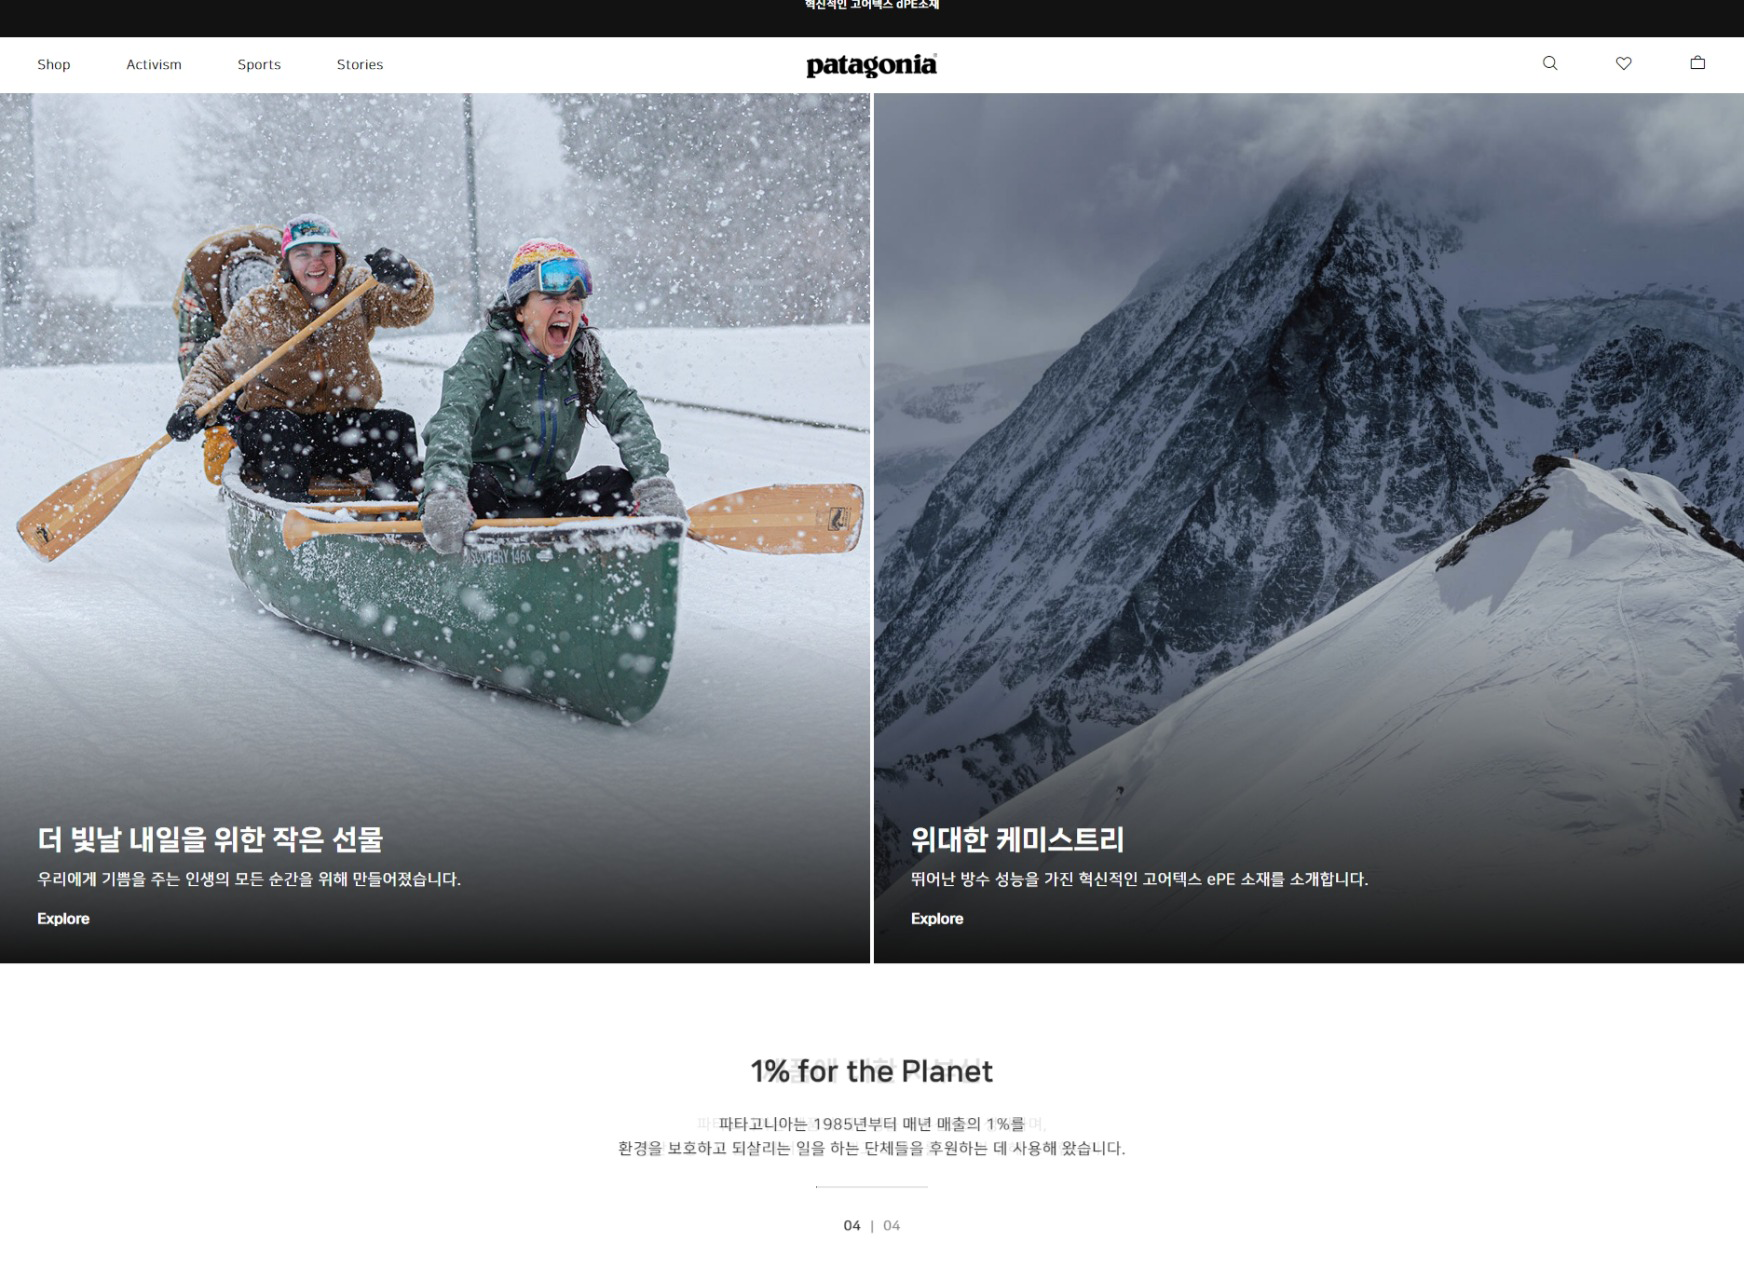 혁신적인 고어텍스 ePE소재
Shop
Activism
Sports
Stories
patagonia
DISCOVERY 146K
더 빛날 내일을 위한 작은 선물
우리에게 기쁨을 주는 인생의 모든 순간을 위해 만들어졌습니다.
Explore
위대한 케미스트리
뛰어난 방수 성능을 가진 혁신적인 고어텍스 ePE 소재를 소개합니다.
Explore
1% for the Planet
파타고니아는 1985년부터 매년 매출의 1%를
환경을 보호하고 되살리는 일을 하는 단체들을 후원하는 데 사용해 왔습니다.
04 | 04